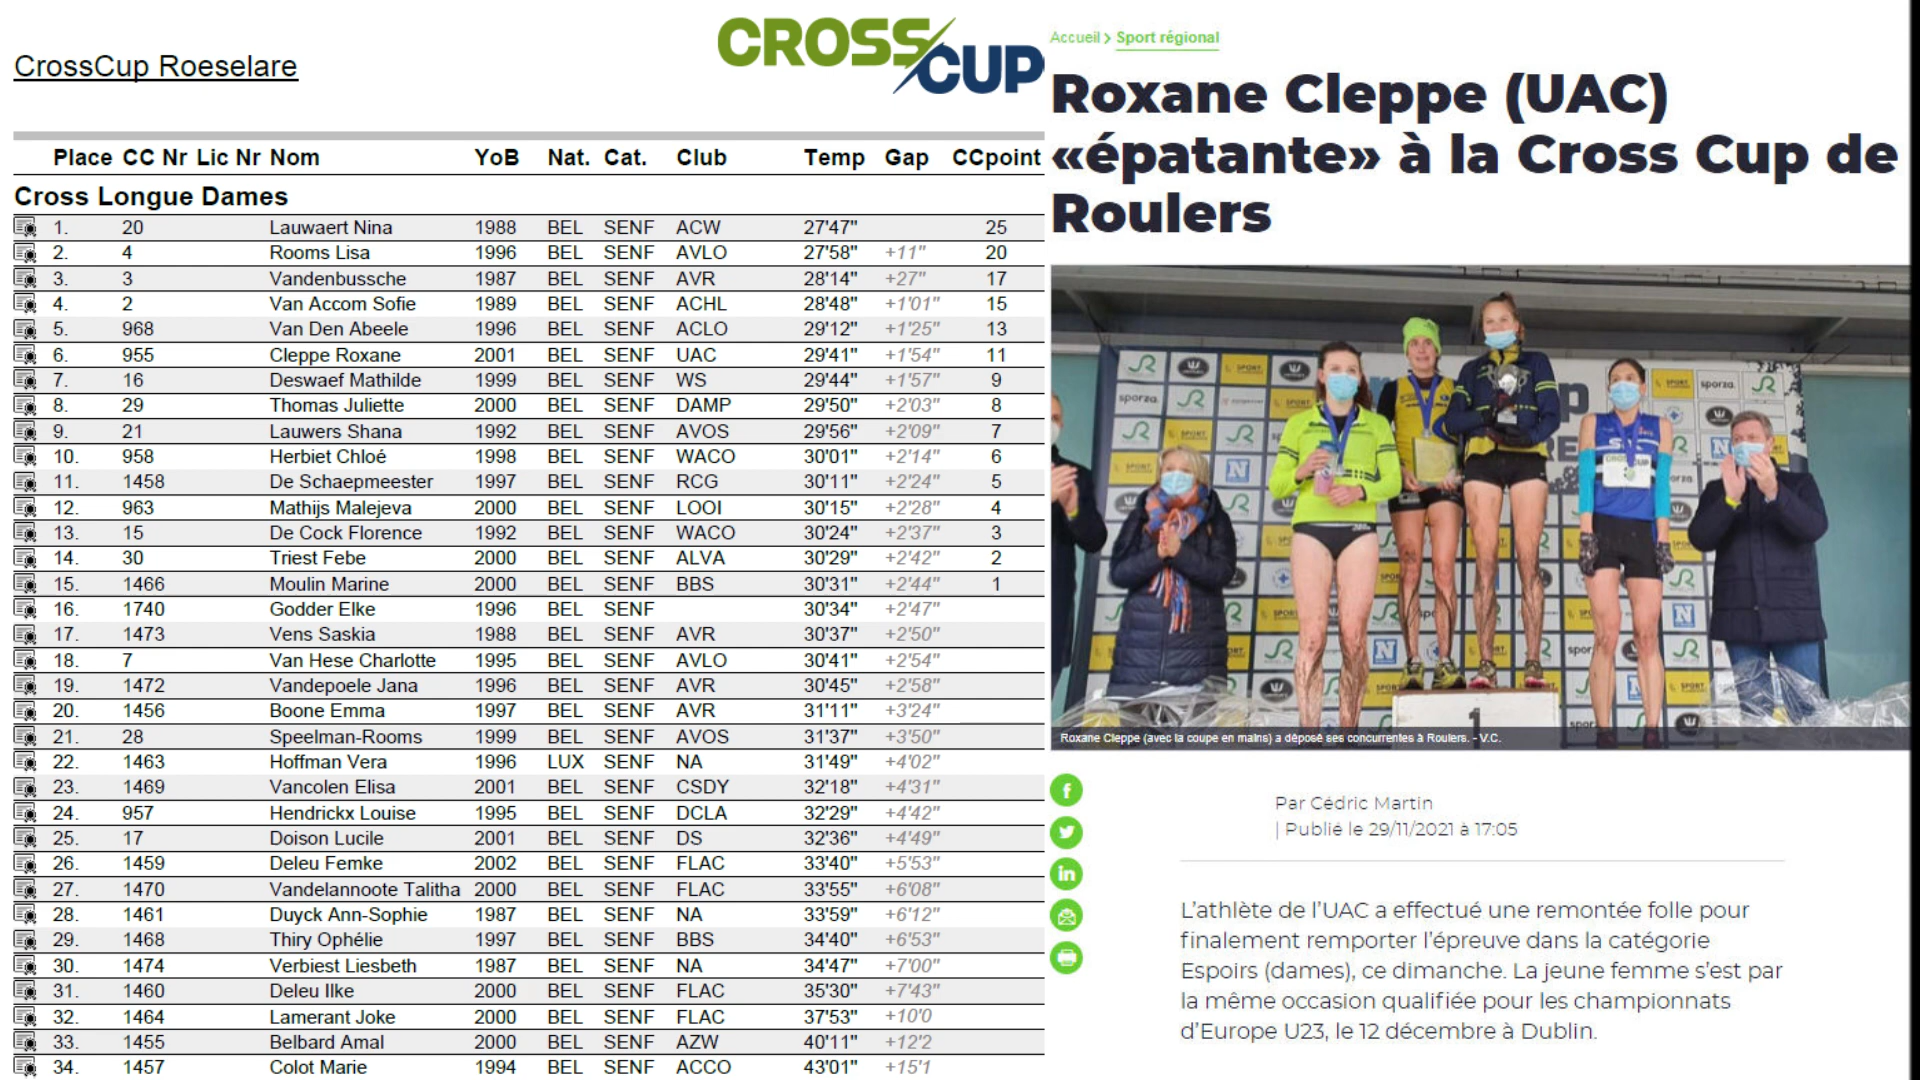 CrossCup Roeselare
CROSS CUP
Place CC Nr Lic Nr Nom YoB Nat. Cat. Club Temp Gap CCpoint
Cross Longue Dames
1. 20 Lauwaert Nina 1988 BEL SENF ACW 27'47" 25
2. 4 Rooms Lisa 1996 BEL SENF AVLO 27'58" +11" 20
3. 3 Vandenbussche 1987 BEL SENF AVR 28'14" +27" 17
4. 2 Van Accom Sofie 1989 BEL SENF ACHL 28'48" +1'01" 15
5. 968 Van Den Abeele 1996 BEL SENF ACLO 29'12" +1'25" 13
6. 955 Cleppe Roxane 2001 BEL SENF UAC 29'41" +1'54" 11
7. 16 Deswaef Mathilde 1999 BEL SENF WS 29'44" +1'57" 9
8. 29 Thomas Juliette 2000 BEL SENF DAMP 29'50" +2'03" 8
9. 21 Lauwers Shana 1992 BEL SENF AVOS 29'56" +2'09" 7
10. 958 Herbiet Chloé 1998 BEL SENF WACO 30'01" +2'14" 6
11. 1458 De Schaepmeester 1997 BEL SENF RCG 30'11" +2'24" 5
12. 963 Mathijs Malejeva 2000 BEL SENF LOOI 30'15" +2'28" 4
13. 15 De Cock Florence 1992 BEL SENF WACO 30'24" +2'37" 3
14. 30 Triest Febe 2000 BEL SENF ALVA 30'29" +2'42" 2
15. 1466 Moulin Marine 2000 BEL SENF BBS 30'31" +2'44" 1
16. 1740 Godder Elke 1996 BEL SENF 30'34" +2'47"
17. 1473 Vens Saskia 1988 BEL SENF AVR 30'37" +2'50"
18. 7 Van Hese Charlotte 1995 BEL SENF AVLO 30'41" +2'54"
19. 1472 Vandepoele Jana 1996 BEL SENF AVR 30'45" +2'58"
20. 1456 Boone Emma 1997 BEL SENF AVR 31'11" +3'24"
21. 28 Speelman-Rooms 1999 BEL SENF AVOS 31'37" +3'50"
22. 1463 Hoffman Vera 1996 LUX SENF NA 31'49" +4'02"
23. 1469 Vancolen Elisa 2001 BEL SENF CSDY 32'18" +4'31"
24. 957 Hendrickx Louise 1995 BEL SENF DCLA 32'29" +4'42"
25. 17 Doison Lucile 2001 BEL SENF DS 32'36" +4'49"
26. 1459 Deleu Femke 2002 BEL SENF FLAC 33'40" +5'53"
27. 1470 Vandelannoote Talitha 2000 BEL SENF FLAC 33'55" +6'08"
28. 1461 Duyck Ann-Sophie 1987 BEL SENF NA 33'59" +6'12"
29. 1468 Thiry Ophélie 1997 BEL SENF BBS 34'40" +6'53"
30. 1474 Verbiest Liesbeth 1987 BEL SENF NA 34'47" +7'00"
31. 1460 Deleu Ilke 2000 BEL SENF FLAC 35'30" +7'43"
32. 1464 Lamerant Joke 2000 BEL SENF FLAC 37'53" +10'0
33. 1455 Belbard Amal 2000 BEL SENF AZW 40'11" +12'2
34. 1457 Colot Marie 1994 BEL SENF ACCO 43'01" +15'1
Accueil > Sport régional
Roxane Cleppe (UAC)
«épatante» à la Cross Cup de
Roulers
sporza
sporza
SPORT
1
Roxane Cleppe (avec la coupe en mains) a déposé ses concurrentes à Roulers. - V.C.
Par Cédric Martin
| Publié le 29/11/2021 à 17:05
L'athlète de l'UAC a effectué une remontée folle pour
finalement remporter l'épreuve dans la catégorie
Espoirs (dames), ce dimanche. La jeune femme s'est par
la même occasion qualifiée pour les championnats
d'Europe U23, le 12 décembre à Dublin.